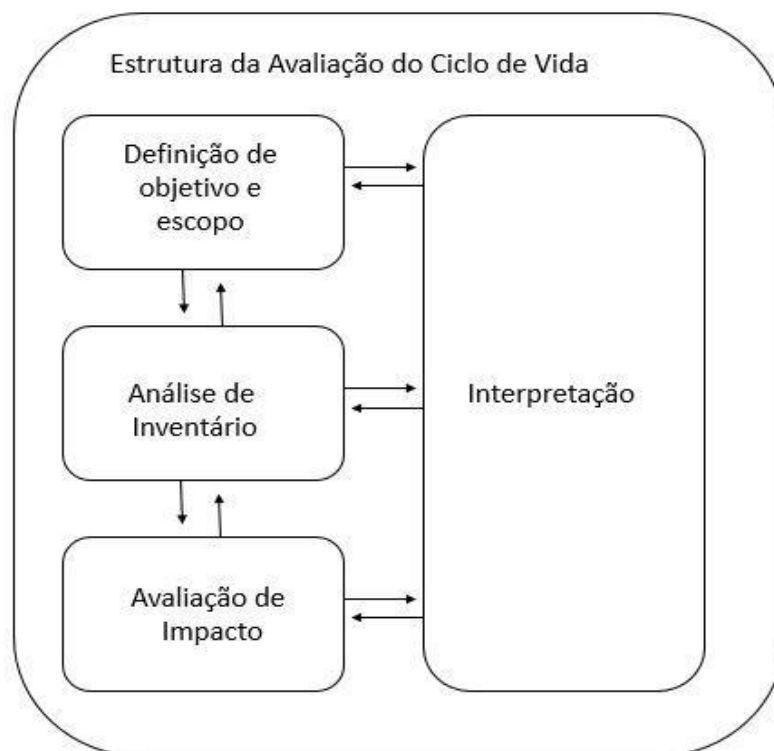 Estrutura da Avaliação do Ciclo de Vida
Definição de
objetivo e
escopo
Análise de
Inventário
Interpretação
Avaliação de
Impacto